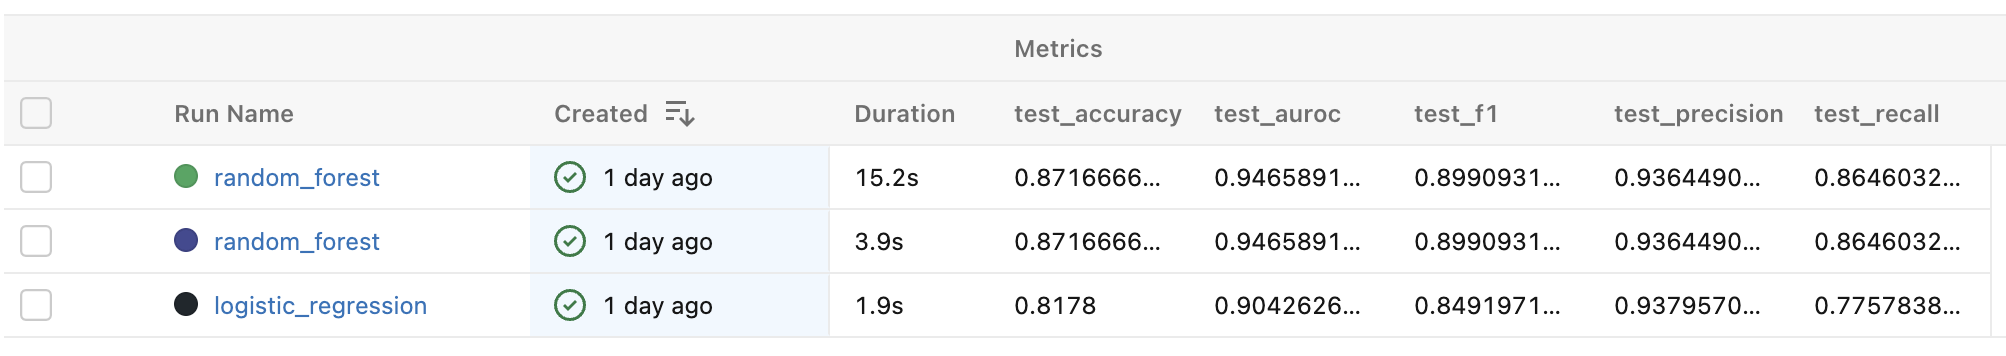 Metrics
Run Name Created Duration test_accuracy test_auroc test_f1 test_precision test_recall
random_forest 1 day ago 15.2s 0.8716666... 0.9465891... 0.8990931... 0.9364490... 0.8646032...
random_forest 1 day ago 3.9s 0.8716666... 0.9465891... 0.8990931... 0.9364490... 0.8646032...
logistic_regression 1 day ago 1.9s 0.8178 0.9042626... 0.8491971... 0.9379570... 0.7757838...